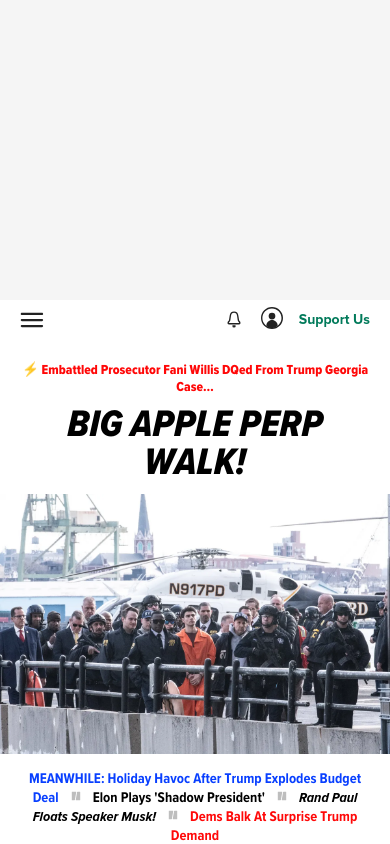 Support Us
⚡ Embattled Prosecutor Fani Willis DQed From Trump Georgia
Case...
BIG APPLE PERP
WALK!
N917PD
RD
MEANWHILE: Holiday Havoc After Trump Explodes Budget
Deal " Elon Plays 'Shadow President' " Rand Paul
Floats Speaker Musk! " Dems Balk At Surprise Trump
Demand